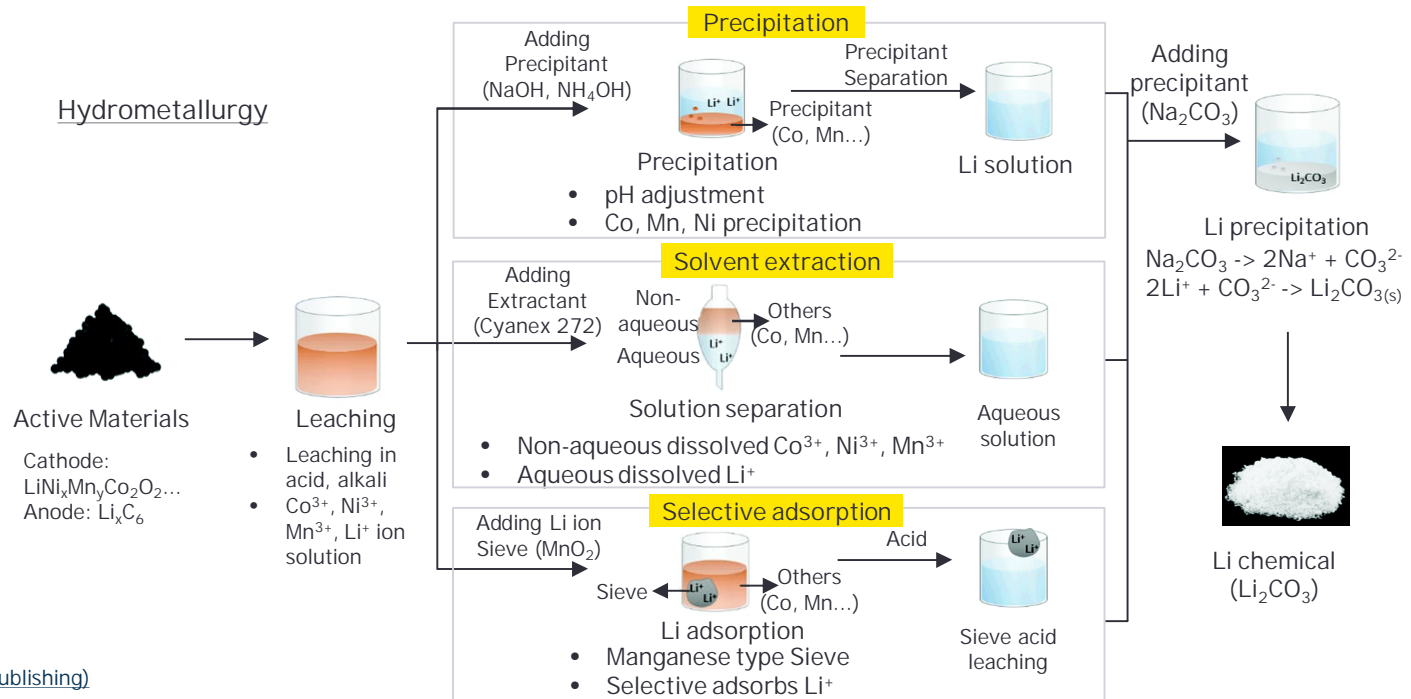 Hydrometallurgy
Active Materials
Cathode:
LiNiₓMnᵧCo₂O₂...
Anode: LiₓC₆
Leaching
• Leaching in
acid, alkali
• Co³⁺, Ni³⁺,
Mn³⁺, Li⁺ ion
solution
Precipitation
Adding
Precipitant
(NaOH, NH₄OH)
Li⁺ Li⁺
Precipitant
(Co, Mn...)
Precipitant
Separation
Precipitation
Li solution
• pH adjustment
• Co, Mn, Ni precipitation
Solvent extraction
Adding
Extractant
(Cyanex 272)
Non-
aqueous
Aqueous
Li⁺
Li⁺
Others
(Co, Mn...)
Solution separation
Aqueous
solution
• Non-aqueous dissolved Co³⁺, Ni³⁺, Mn³⁺
• Aqueous dissolved Li⁺
Selective adsorption
Adding Li ion
Sieve (MnO₂)
Sieve
Li⁺
Li⁺
Others
(Co, Mn...)
Acid
Li⁺
Li⁺
Li adsorption
Sieve acid
leaching
• Manganese type Sieve
• Selective adsorbs Li⁺
Adding
precipitant
(Na₂CO₃)
Li₂CO₃
Li precipitation
Na₂CO₃ -> 2Na⁺ + CO₃²⁻
2Li⁺ + CO₃²⁻ -> Li₂CO₃₍ₛ₎
Li chemical
(Li₂CO₃)
ublishing)